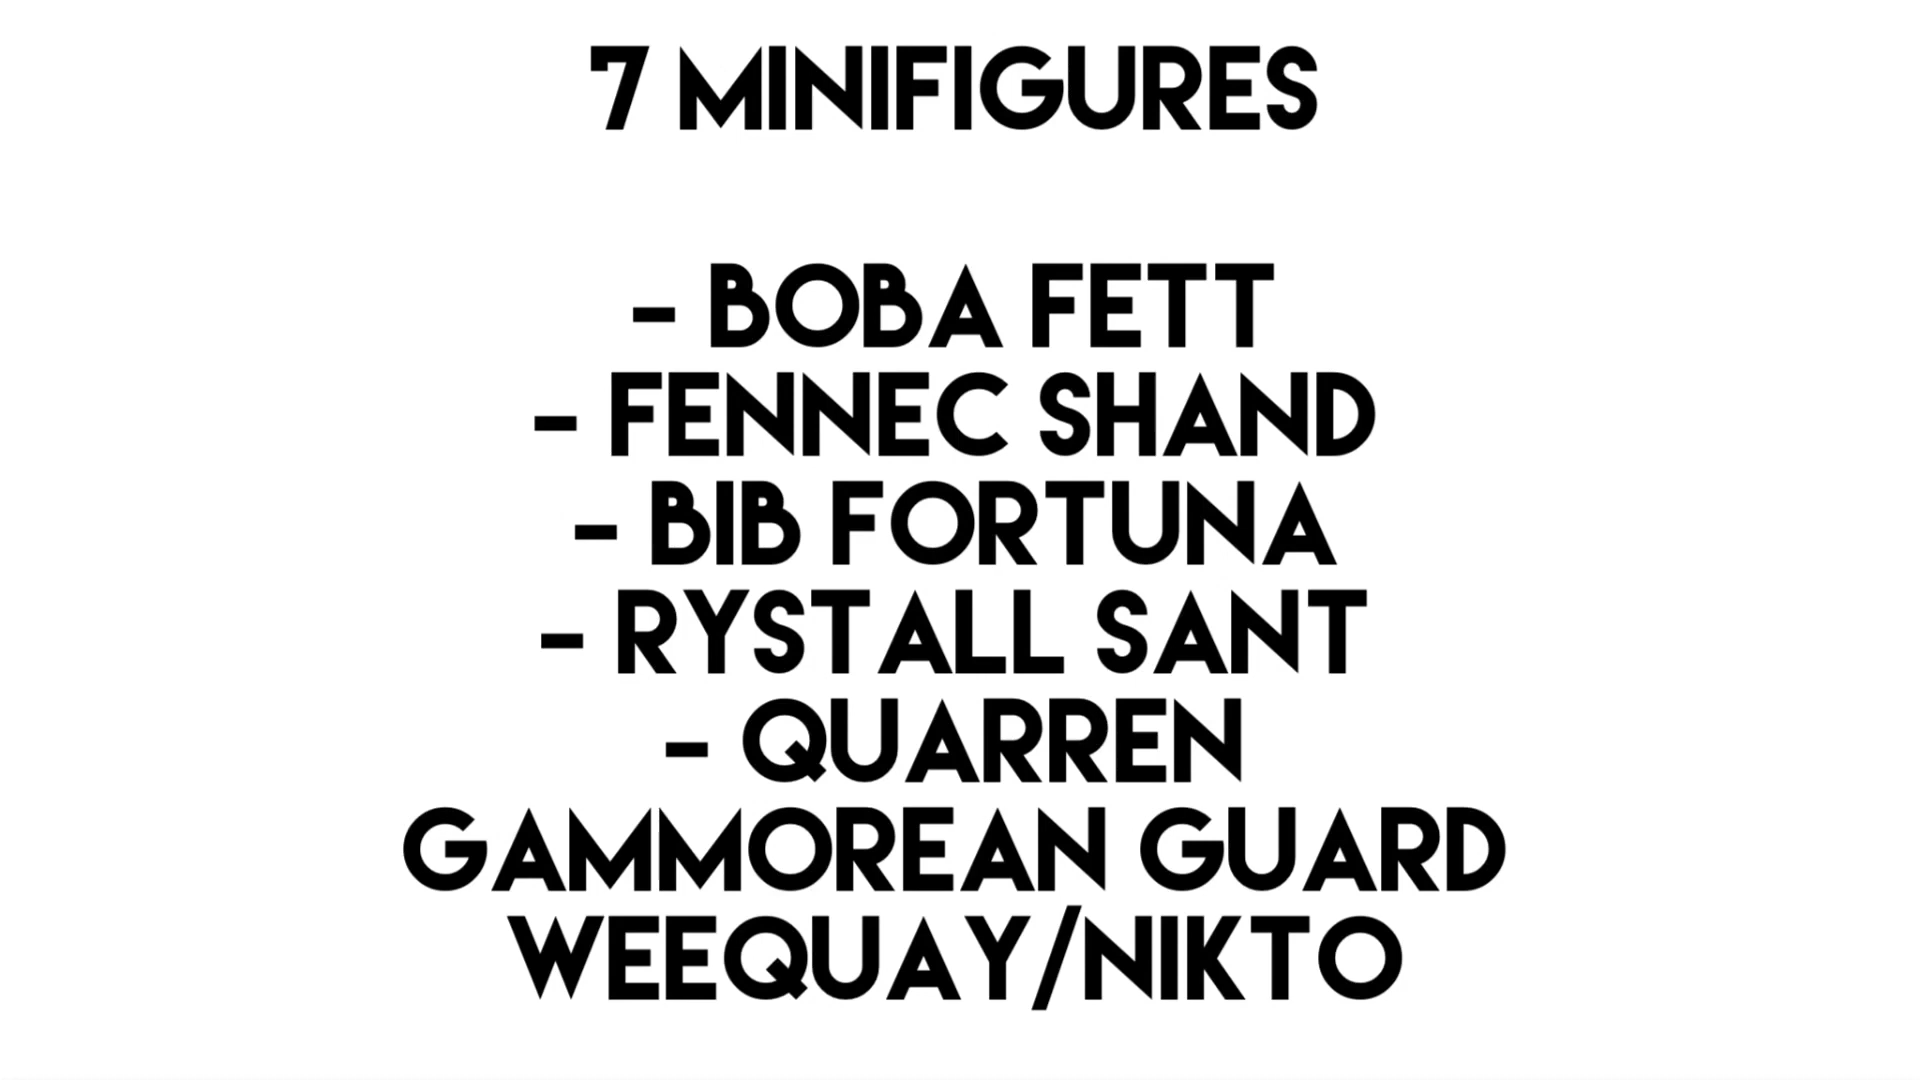 7 MINIFIGURES
- BOBA FETT
- FENNEC SHAND
- BIB FORTUNA
- RYSTALL SANT
- QUARREN
GAMMOREAN GUARD
WEEQUAY/NIKTO